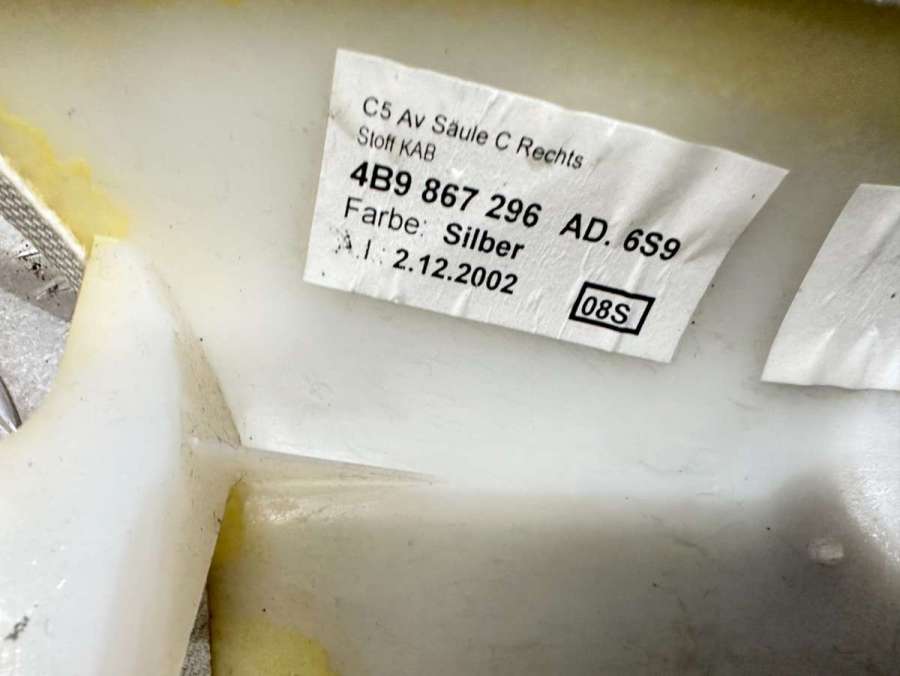 C5 Av Säule C Rechts
Stoff KAB
4B9 867 296 AD. 6S9
Farbe: Silber
A.I.: 2.12.2002
08S